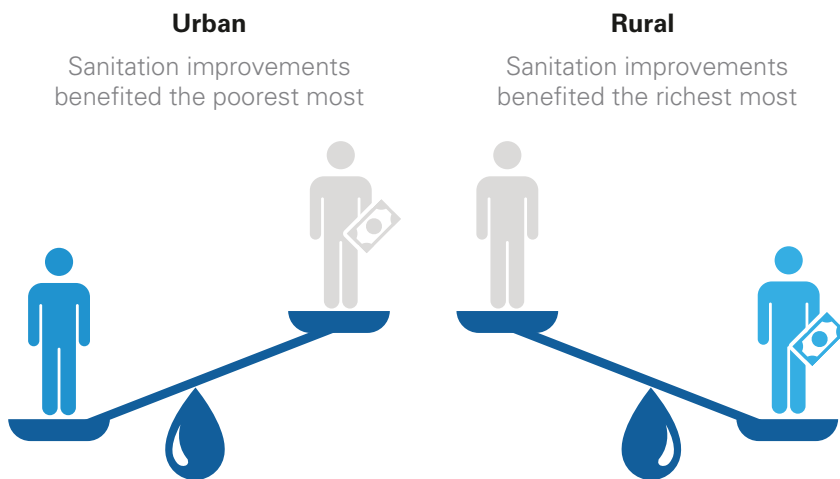 Urban
Sanitation improvements
benefited the poorest most
Rural
Sanitation improvements
benefited the richest most